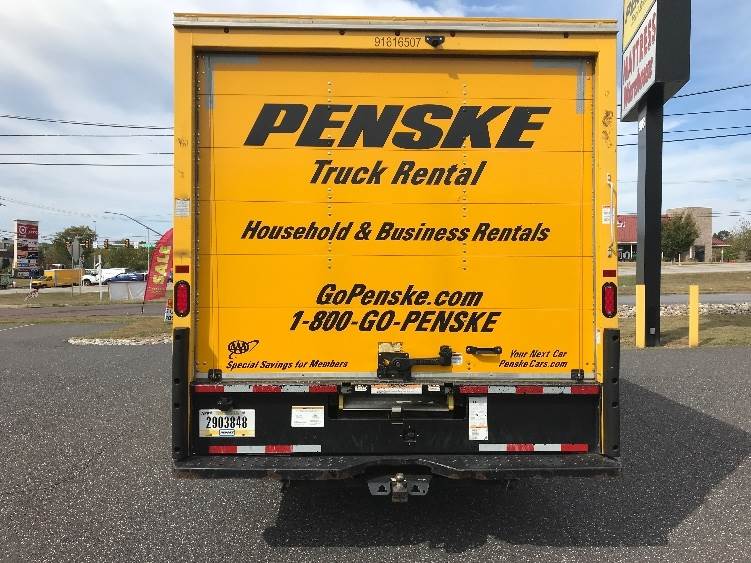 91816507
PENSKE
Truck Rental
Household & Business Rentals
GoPenske.com
1-800-GO-PENSKE
AAA
Special Savings for Members
Your Next Car
PenskeCars.com
2903848
MATTRESS
SALE